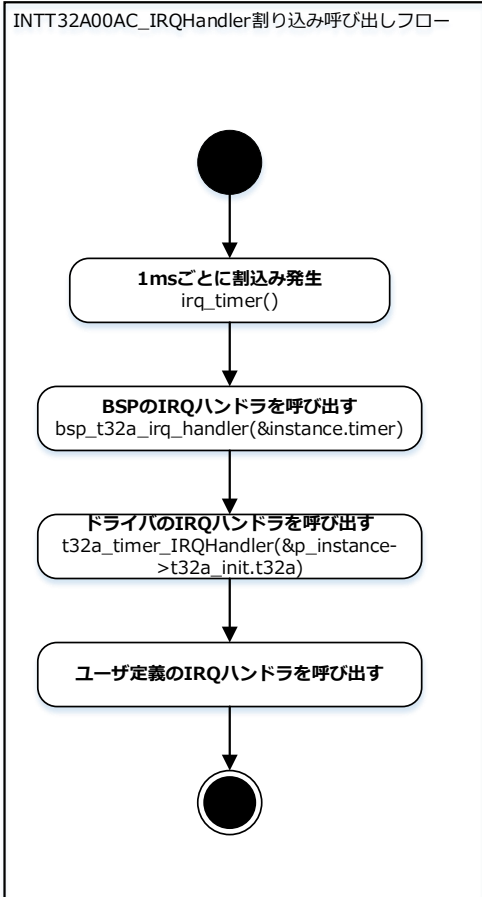 INTT32A00AC_IRQHandler割り込み呼び出しフロー
1msごとに割込み発生
irq_timer()
BSPのIRQハンドラを呼び出す
bsp_t32a_irq_handler(&instance.timer)
ドライバのIRQハンドラを呼び出す
t32a_timer_IRQHandler(&p_instance-
>t32a_init.t32a)
ユーザ定義のIRQハンドラを呼び出す